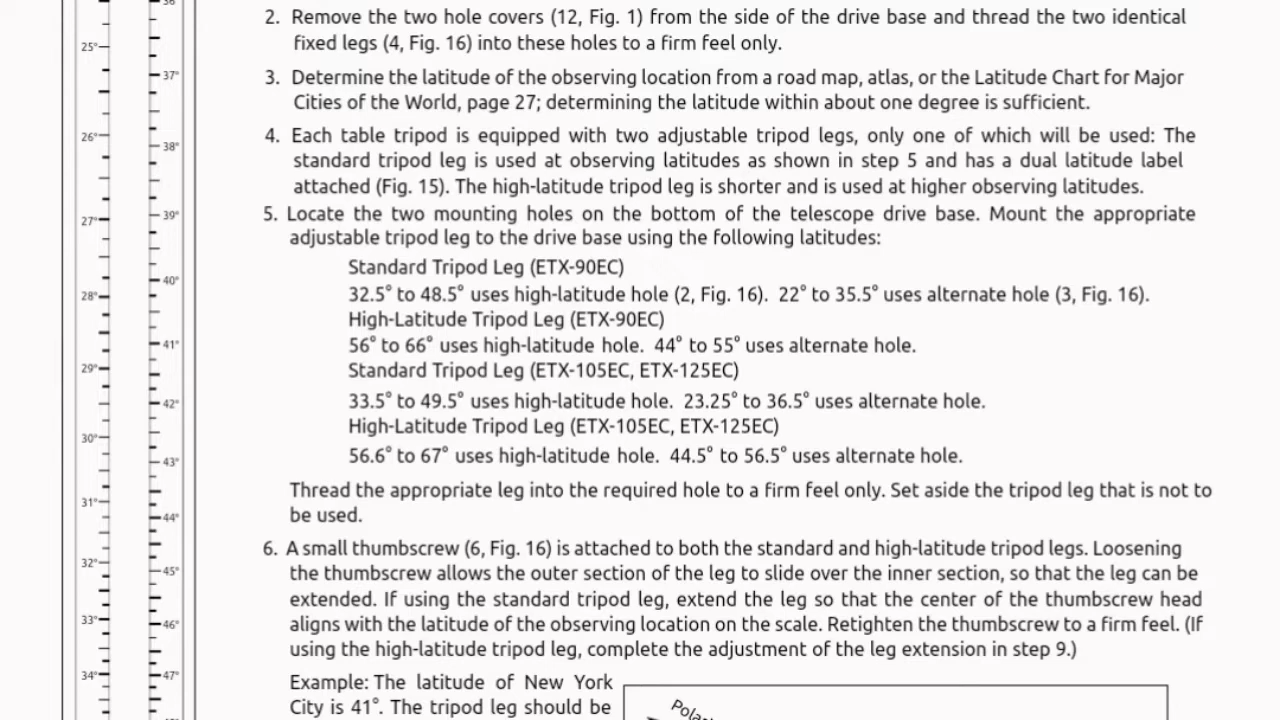 2. Remove the two hole covers (12, Fig. 1) from the side of the drive base and thread the two identical
fixed legs (4, Fig. 16) into these holes to a firm feel only.
3. Determine the latitude of the observing location from a road map, atlas, or the Latitude Chart for Major
Cities of the World, page 27; determining the latitude within about one degree is sufficient.
4. Each table tripod is equipped with two adjustable tripod legs, only one of which will be used: The
standard tripod leg is used at observing latitudes as shown in step 5 and has a dual latitude label
attached (Fig. 15). The high-latitude tripod leg is shorter and is used at higher observing latitudes.
5. Locate the two mounting holes on the bottom of the telescope drive base. Mount the appropriate
adjustable tripod leg to the drive base using the following latitudes:
Standard Tripod Leg (ETX-90EC)
32.5° to 48.5° uses high-latitude hole (2, Fig. 16). 22° to 35.5° uses alternate hole (3, Fig. 16).
High-Latitude Tripod Leg (ETX-90EC)
56° to 66° uses high-latitude hole. 44° to 55° uses alternate hole.
Standard Tripod Leg (ETX-105EC, ETX-125EC)
33.5° to 49.5° uses high-latitude hole. 23.25° to 36.5° uses alternate hole.
High-Latitude Tripod Leg (ETX-105EC, ETX-125EC)
56.6° to 67° uses high-latitude hole. 44.5° to 56.5° uses alternate hole.
Thread the appropriate leg into the required hole to a firm feel only. Set aside the tripod leg that is not to
be used.
6. A small thumbscrew (6, Fig. 16) is attached to both the standard and high-latitude tripod legs. Loosening
the thumbscrew allows the outer section of the leg to slide over the inner section, so that the leg can be
extended. If using the standard tripod leg, extend the leg so that the center of the thumbscrew head
aligns with the latitude of the observing location on the scale. Retighten the thumbscrew to a firm feel. (If
using the high-latitude tripod leg, complete the adjustment of the leg extension in step 9.)
Example: The latitude of New York
City is 41°. The tripod leg should be
25°
26°
27°
28°
29°
30°
31°
32°
33°
34°
37°
38°
39°
40°
41°
42°
43°
44°
45°
46°
47°